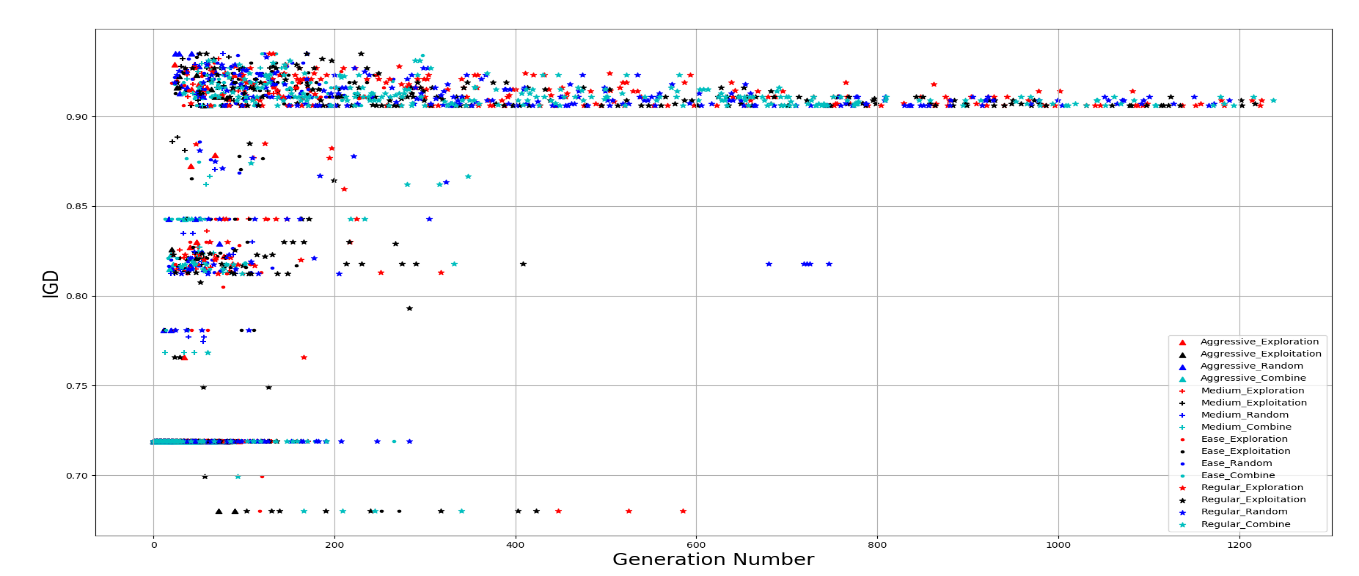 0.90
0.85
0.80
0.75
0.70
IGD
0
200
400
600
800
1000
1200
Generation Number
Aggressive_Exploration
Aggressive_Exploitation
Aggressive_Random
Aggressive_Combine
Medium_Exploration
Medium_Exploitation
Medium_Random
Medium_Combine
Ease_Exploration
Ease_Exploitation
Ease_Random
Ease_Combine
Regular_Exploration
Regular_Exploitation
Regular_Random
Regular_Combine